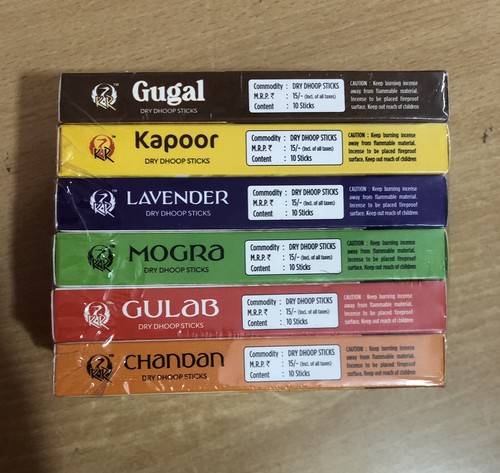 Gugal
DRY DHOOP STICKS
Commodity : DRY DHOOP STICKS
M.R.P. ₹ : 15/- (Incl. of all taxes)
Content : 10 Sticks
CAUTION : Keep burning incense
away from flammable material.
Incense to be placed fireproof
surface. Keep out reach of children
Kapoor
DRY DHOOP STICKS
Commodity : DRY DHOOP STICKS
M.R.P. ₹ : 15/- (Incl. of all taxes)
Content : 10 Sticks
CAUTION : Keep burning incense
away from flammable material.
Incense to be placed fireproof
surface. Keep out reach of children
LAVENDER
DRY DHOOP STICKS
Commodity : DRY DHOOP STICKS
M.R.P. ₹ : 15/- (Incl. of all taxes)
Content : 10 Sticks
CAUTION : Keep burning incense
away from flammable material.
Incense to be placed fireproof
surface. Keep out reach of children
MOGRA
DRY DHOOP STICKS
Commodity : DRY DHOOP STICKS
M.R.P. ₹ : 15/- (Incl. of all taxes)
Content : 10 Sticks
CAUTION : Keep burning incense
away from flammable material.
Incense to be placed fireproof
surface. Keep out reach of children
GULAB
DRY DHOOP STICKS
Commodity : DRY DHOOP STICKS
M.R.P. ₹ : 15/- (Incl. of all taxes)
Content : 10 Sticks
CAUTION : Keep burning incense
away from flammable material.
Incense to be placed fireproof
surface. Keep out reach of children
CHANDAN
DRY DHOOP STICKS
Commodity : DRY DHOOP STICKS
M.R.P. ₹ : 15/- (Incl. of all taxes)
Content : 10 Sticks
CAUTION : Keep burning incense
away from flammable material.
Incense to be placed fireproof
surface. Keep out reach of children